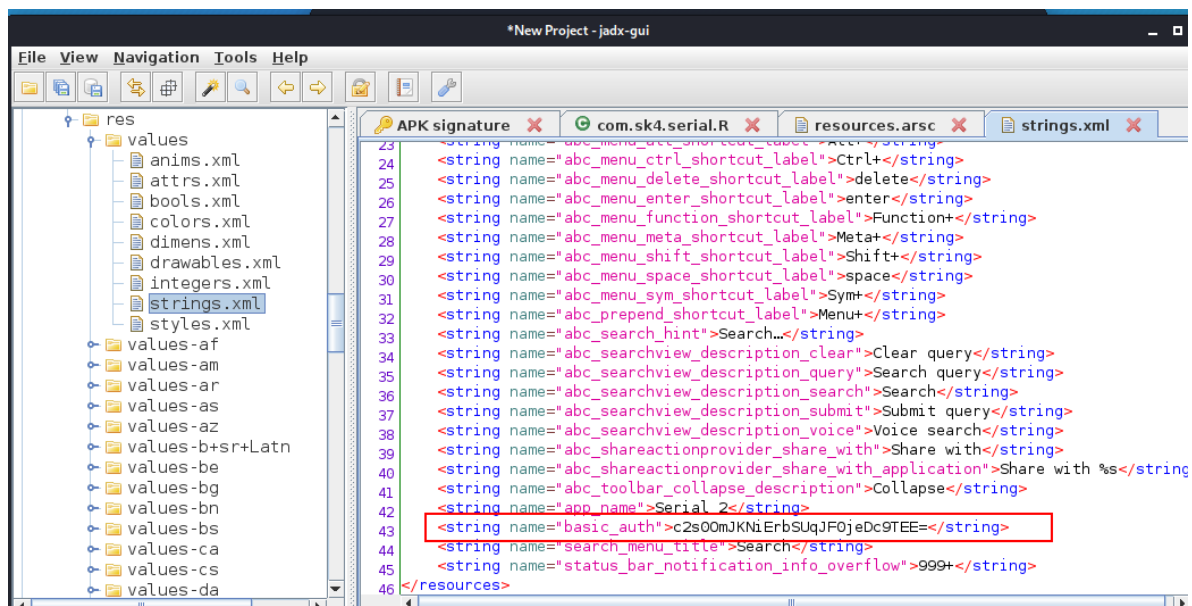 *New Project - jadx-gui
File View Navigation Tools Help
res
values
anims.xml
attrs.xml
bools.xml
colors.xml
dimens.xml
drawables.xml
integers.xml
strings.xml
styles.xml
values-af
values-am
values-ar
values-as
values-az
values-b+sr+Latn
values-be
values-bg
values-bn
values-bs
values-ca
values-cs
values-da
APK signature com.sk4.serial.R resources.arsc strings.xml
23 <string name="abc_menu_alt_shortcut_label">Alt+</string>
24 <string name="abc_menu_ctrl_shortcut_label">Ctrl+</string>
25 <string name="abc_menu_delete_shortcut_label">delete</string>
26 <string name="abc_menu_enter_shortcut_label">enter</string>
27 <string name="abc_menu_function_shortcut_label">Function+</string>
28 <string name="abc_menu_meta_shortcut_label">Meta+</string>
29 <string name="abc_menu_shift_shortcut_label">Shift+</string>
30 <string name="abc_menu_space_shortcut_label">space</string>
31 <string name="abc_menu_sym_shortcut_label">Sym+</string>
32 <string name="abc_prepend_shortcut_label">Menu+</string>
33 <string name="abc_search_hint">Search…</string>
34 <string name="abc_searchview_description_clear">Clear query</string>
35 <string name="abc_searchview_description_query">Search query</string>
36 <string name="abc_searchview_description_search">Search</string>
37 <string name="abc_searchview_description_submit">Submit query</string>
38 <string name="abc_searchview_description_voice">Voice search</string>
39 <string name="abc_shareactionprovider_share_with">Share with</string>
40 <string name="abc_shareactionprovider_share_with_application">Share with %s</string
41 <string name="abc_toolbar_collapse_description">Collapse</string>
42 <string name="app_name">Serial 2</string>
43 <string name="basic_auth">c2s0OmJKNiErbSUqJF0jeDc9TEE=</string>
44 <string name="search_menu_title">Search</string>
45 <string name="status_bar_notification_info_overflow">999+</string>
46 </resources>